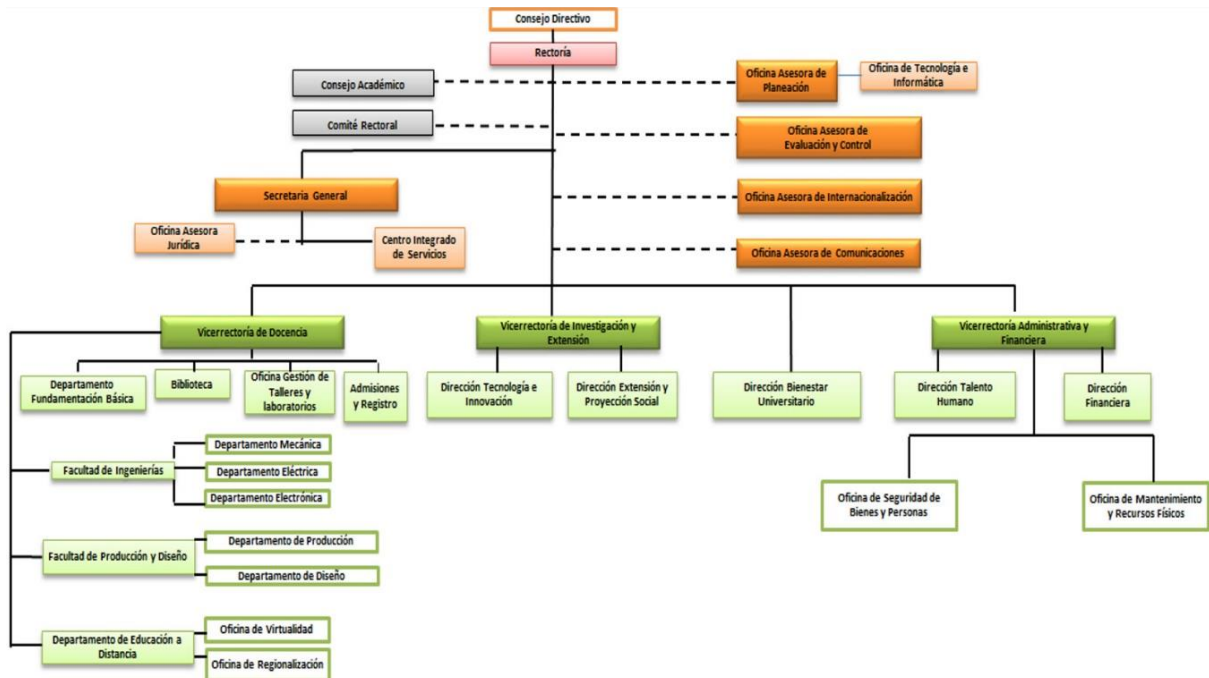 Consejo Directivo
Rectoría
Consejo Académico
Oficina Asesora de
Planeación
Oficina de Tecnología e
Informática
Comité Rectoral
Oficina Asesora de
Evaluación y Control
Secretaria General
Oficina Asesora de Internacionalización
Oficina Asesora
Jurídica
Centro Integrado
de Servicios
Oficina Asesora de Comunicaciones
Vicerrectoría de Docencia
Vicerrectoría de Investigación y
Extensión
Vicerrectoría Administrativa y
Financiera
Departamento
Fundamentación Básica
Biblioteca
Oficina Gestión de
Talleres y
laboratorios
Admisiones
y Registro
Dirección Tecnología e
Innovación
Dirección Extensión y
Proyección Social
Dirección Bienestar
Universitario
Dirección Talento
Humano
Dirección
Financiera
Facultad de Ingenierías
Departamento Mecánica
Departamento Eléctrica
Departamento Electrónica
Oficina de Seguridad de
Bienes y Personas
Oficina de Mantenimiento
y Recursos Físicos
Facultad de Producción y Diseño
Departamento de Producción
Departamento de Diseño
Departamento de Educación a
Distancia
Oficina de Virtualidad
Oficina de Regionalización